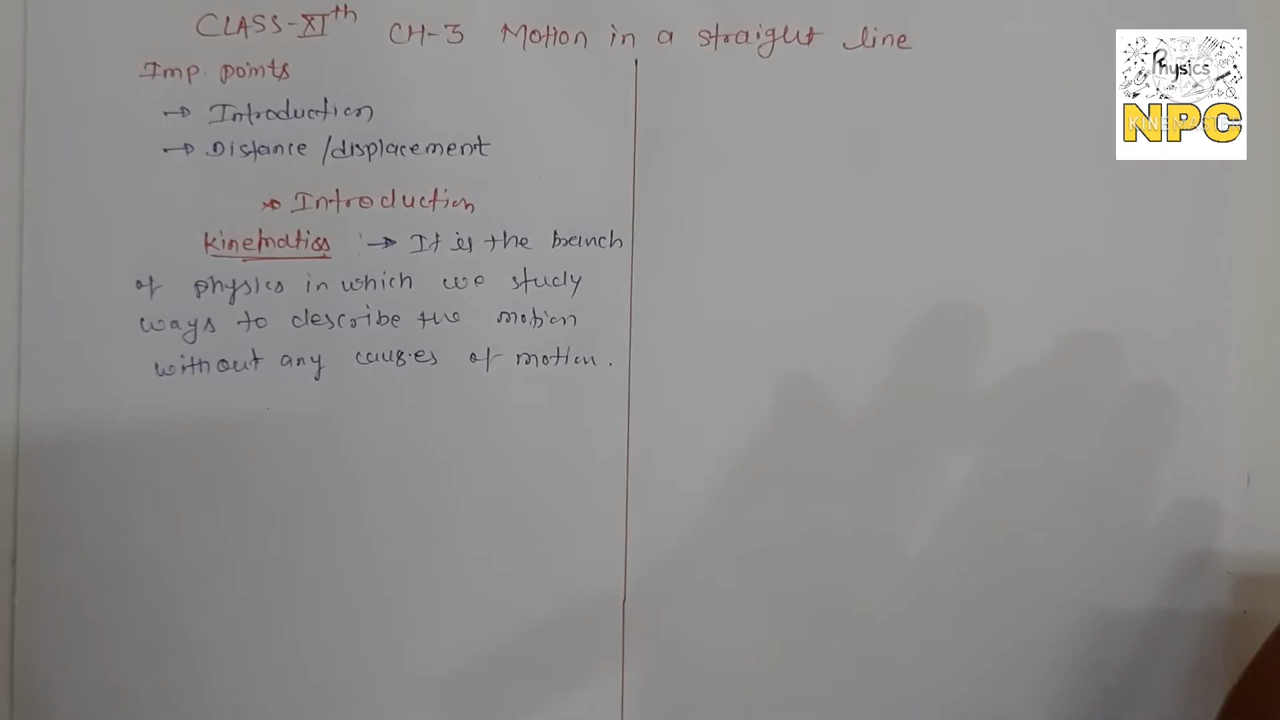 CLASS-XIth CH-3 Motion in a straight line
Imp. points
→ Introduction
→ Distance/displacement
Introduction
Kinematics :→ It is the branch
of physics in which we study
ways to describe the motion
without any causes of motion.
Physics
NPC
KINEMASTER